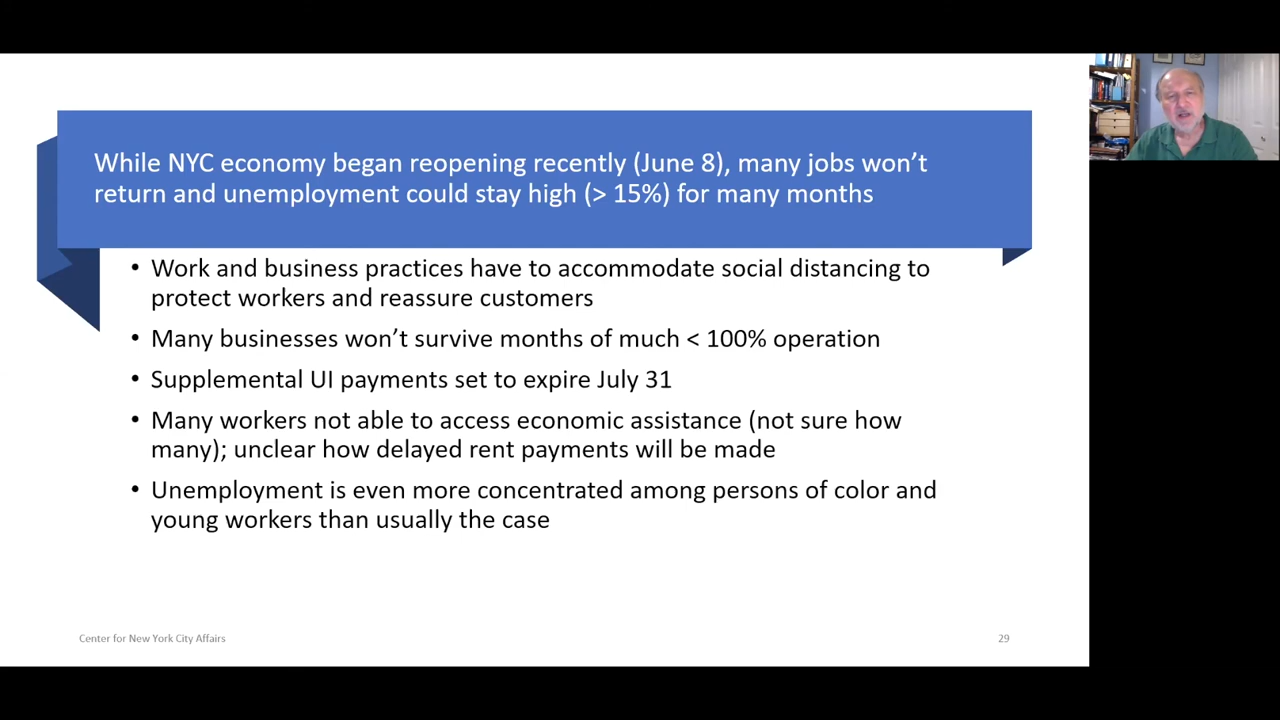 While NYC economy began reopening recently (June 8), many jobs won’t
return and unemployment could stay high (> 15%) for many months
• Work and business practices have to accommodate social distancing to
protect workers and reassure customers
• Many businesses won’t survive months of much < 100% operation
• Supplemental UI payments set to expire July 31
• Many workers not able to access economic assistance (not sure how
many); unclear how delayed rent payments will be made
• Unemployment is even more concentrated among persons of color and
young workers than usually the case
Center for New York City Affairs
29